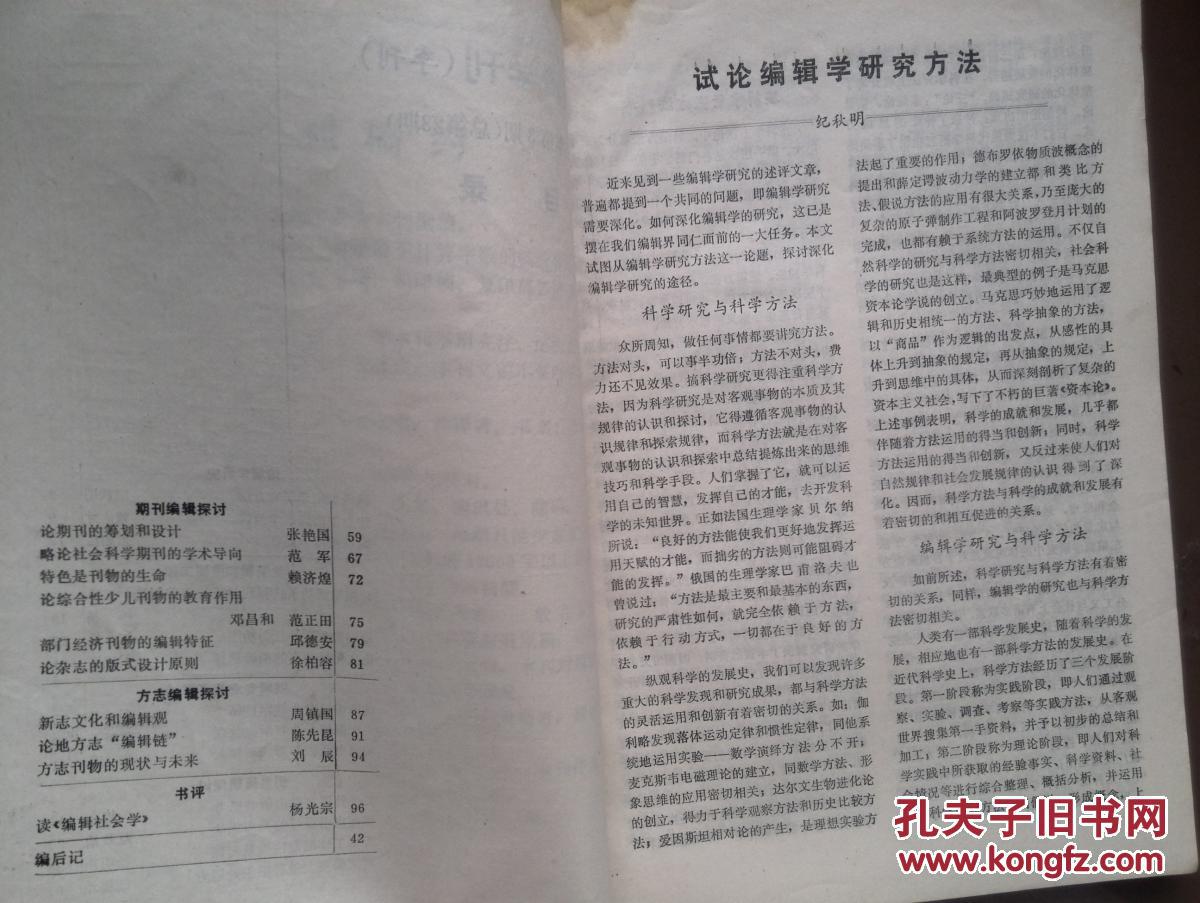 期刊编辑探讨
论期刊的筹划和设计 张艳国 59
略论社会科学期刊的学术导向 范 军 67
特色是刊物的生命 赖济煌 72
论综合性少儿刊物的教育作用
邓昌和 范正田 75
部门经济刊物的编辑特征 邱德安 79
论杂志的版式设计原则 徐柏容 81
方志编辑探讨
新志文化和编辑观 周镇国 87
论地方志“编辑链” 陈先昆 91
方志刊物的现状与未来 刘 辰 94
书评
读《编辑社会学》 杨光宗 96
编后记 42
试论编辑学研究方法
纪秋明
近来见到一些编辑学研究的述评文章，
普遍都提到一个共同的问题，即编辑学研究
需要深化。如何深化编辑学的研究，这已是
摆在我们编辑界同仁面前的一大任务。本文
试图从编辑学研究方法这一论题，探讨深化
编辑学研究的途径。
科学研究与科学方法
众所周知，做任何事情都要讲究方法。
方法对头，可以事半功倍；方法不对头，费
力还不见效果。搞科学研究更得注重科学方
法，因为科学研究是对客观事物的本质及其
规律的认识和探讨，它得遵循客观事物的认
识规律和探索规律，而科学方法就是在对客
观事物的认识和探索中总结提炼出来的思维
技巧和科学手段。人们掌握了它，就可以运
用自己的智慧，发挥自己的才能，去开发科
学的未知世界。正如法国生理学家贝尔纳
所说：“良好的方法能使我们更好地发挥运
用天赋的才能，而拙劣的方法则可能阻碍才
能的发挥。”俄国的生理学家巴甫洛夫也
曾说过：“方法是最主要和最基本的东西，
研究的严肃性如何，就完全依赖于方法，
依赖于行动方式，一切都在于良好的方
法。”
纵观科学的发展史，我们可以发现许多
重大的科学发现和研究成果，都与科学方法
的灵活运用和创新有着密切的关系。如：伽
利略发现落体运动定律和惯性定律，同他系
统地运用实验——数学演绎方法分不开；
麦克斯韦电磁理论的建立，同数学方法、形
象思维的应用密切相关；达尔文生物进化论
的创立，得力于科学观察方法和历史比较方
法；爱因斯坦相对论的产生，是理想实验方
法起了重要的作用；德布罗依物质波概念的
提出和薛定谔波动力学的建立都和类比方
法、假说方法的应用有很大关系，乃至庞大的
复杂的原子弹制作工程和阿波罗登月计划的
完成，也都有赖于系统方法的运用。不仅自
然科学的研究与科学方法密切相关，社会科
学的研究也是这样，最典型的例子是马克思
资本论学说的创立。马克思巧妙地运用了逻
辑和历史相统一的方法、科学抽象的方法，
以“商品”作为逻辑的出发点，从感性的具
体上升到抽象的规定，再从抽象的规定，上
升到思维中的具体，从而深刻剖析了复杂的
资本主义社会，写下了不朽的巨著《资本论》。
上述事例表明，科学的成就和发展，几乎都
伴随着方法运用的得当和创新；同时，科学
方法运用的得当和创新，又反过来使人们对
自然规律和社会发展规律的认识得到了深
化。因而，科学方法与科学的成就和发展有
着密切的和相互促进的关系。
编辑学研究与科学方法
如前所述，科学研究与科学方法有着密
切的关系，同样，编辑学的研究也与科学方
法密切相关。
人类有一部科学发展史，随着科学的发
展，相应地也有一部科学方法的发展史。在
近代科学史上，科学方法经历了三个发展阶
段。第一阶段称为实践阶段，即人们通过观
察、实验、调查、考察等实践方法，从客观
世界搜集第一手资料，并予以初步的总结和
加工；第二阶段称为理论阶段，即人们对科
学实践中所获取的经验事实、科学资料、社
会情况等进行综合整理、概括分析，并运用
科 方法 形成概念，上
孔夫子旧书网
www.kongfz.com